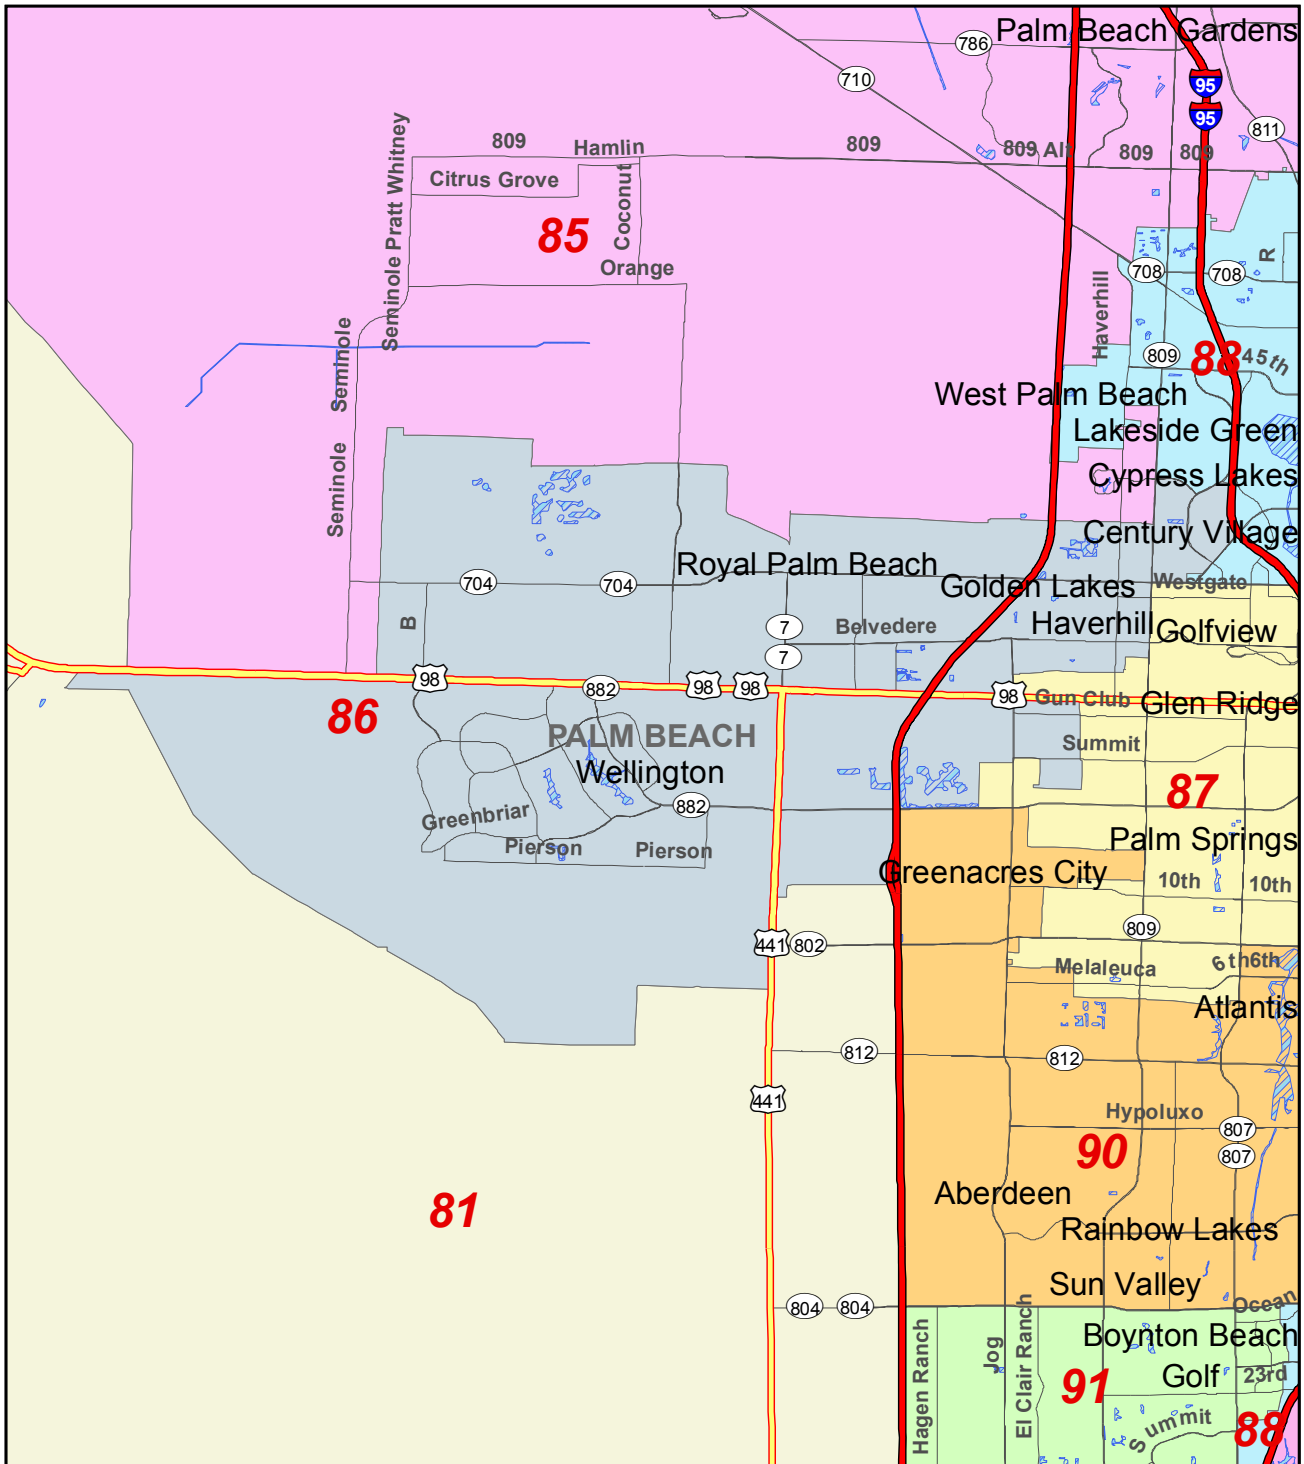 Palm Beach Gardens
786
710
95
95
811
809
Hamlin
809
809 Alt
809
809
Seminole Pratt Whitney
Citrus Grove
Coconut
85
Orange
R
708
708
Haverhill
Seminole
809
88
45th
West Palm Beach
Lakeside Green
Seminole
Cypress Lakes
Century Village
Royal Palm Beach
704
704
Golden Lakes
Westgate
B
7
Belvedere
Haverhill
Golfview
7
98
882
98
98
98
Gun Club
Glen Ridge
86
PALM BEACH
Summit
Wellington
87
882
Greenbriar
Pierson
Pierson
Palm Springs
Greenacres City
10th
10th
809
441
802
Melaleuca
6th
6th
Atlantis
812
812
441
Hypoluxo
807
90
807
81
Aberdeen
Rainbow Lakes
Sun Valley
804
804
Ocean
Hagen Ranch
Jog
El Clair Ranch
Boynton Beach
Golf
23rd
91
Summit
88